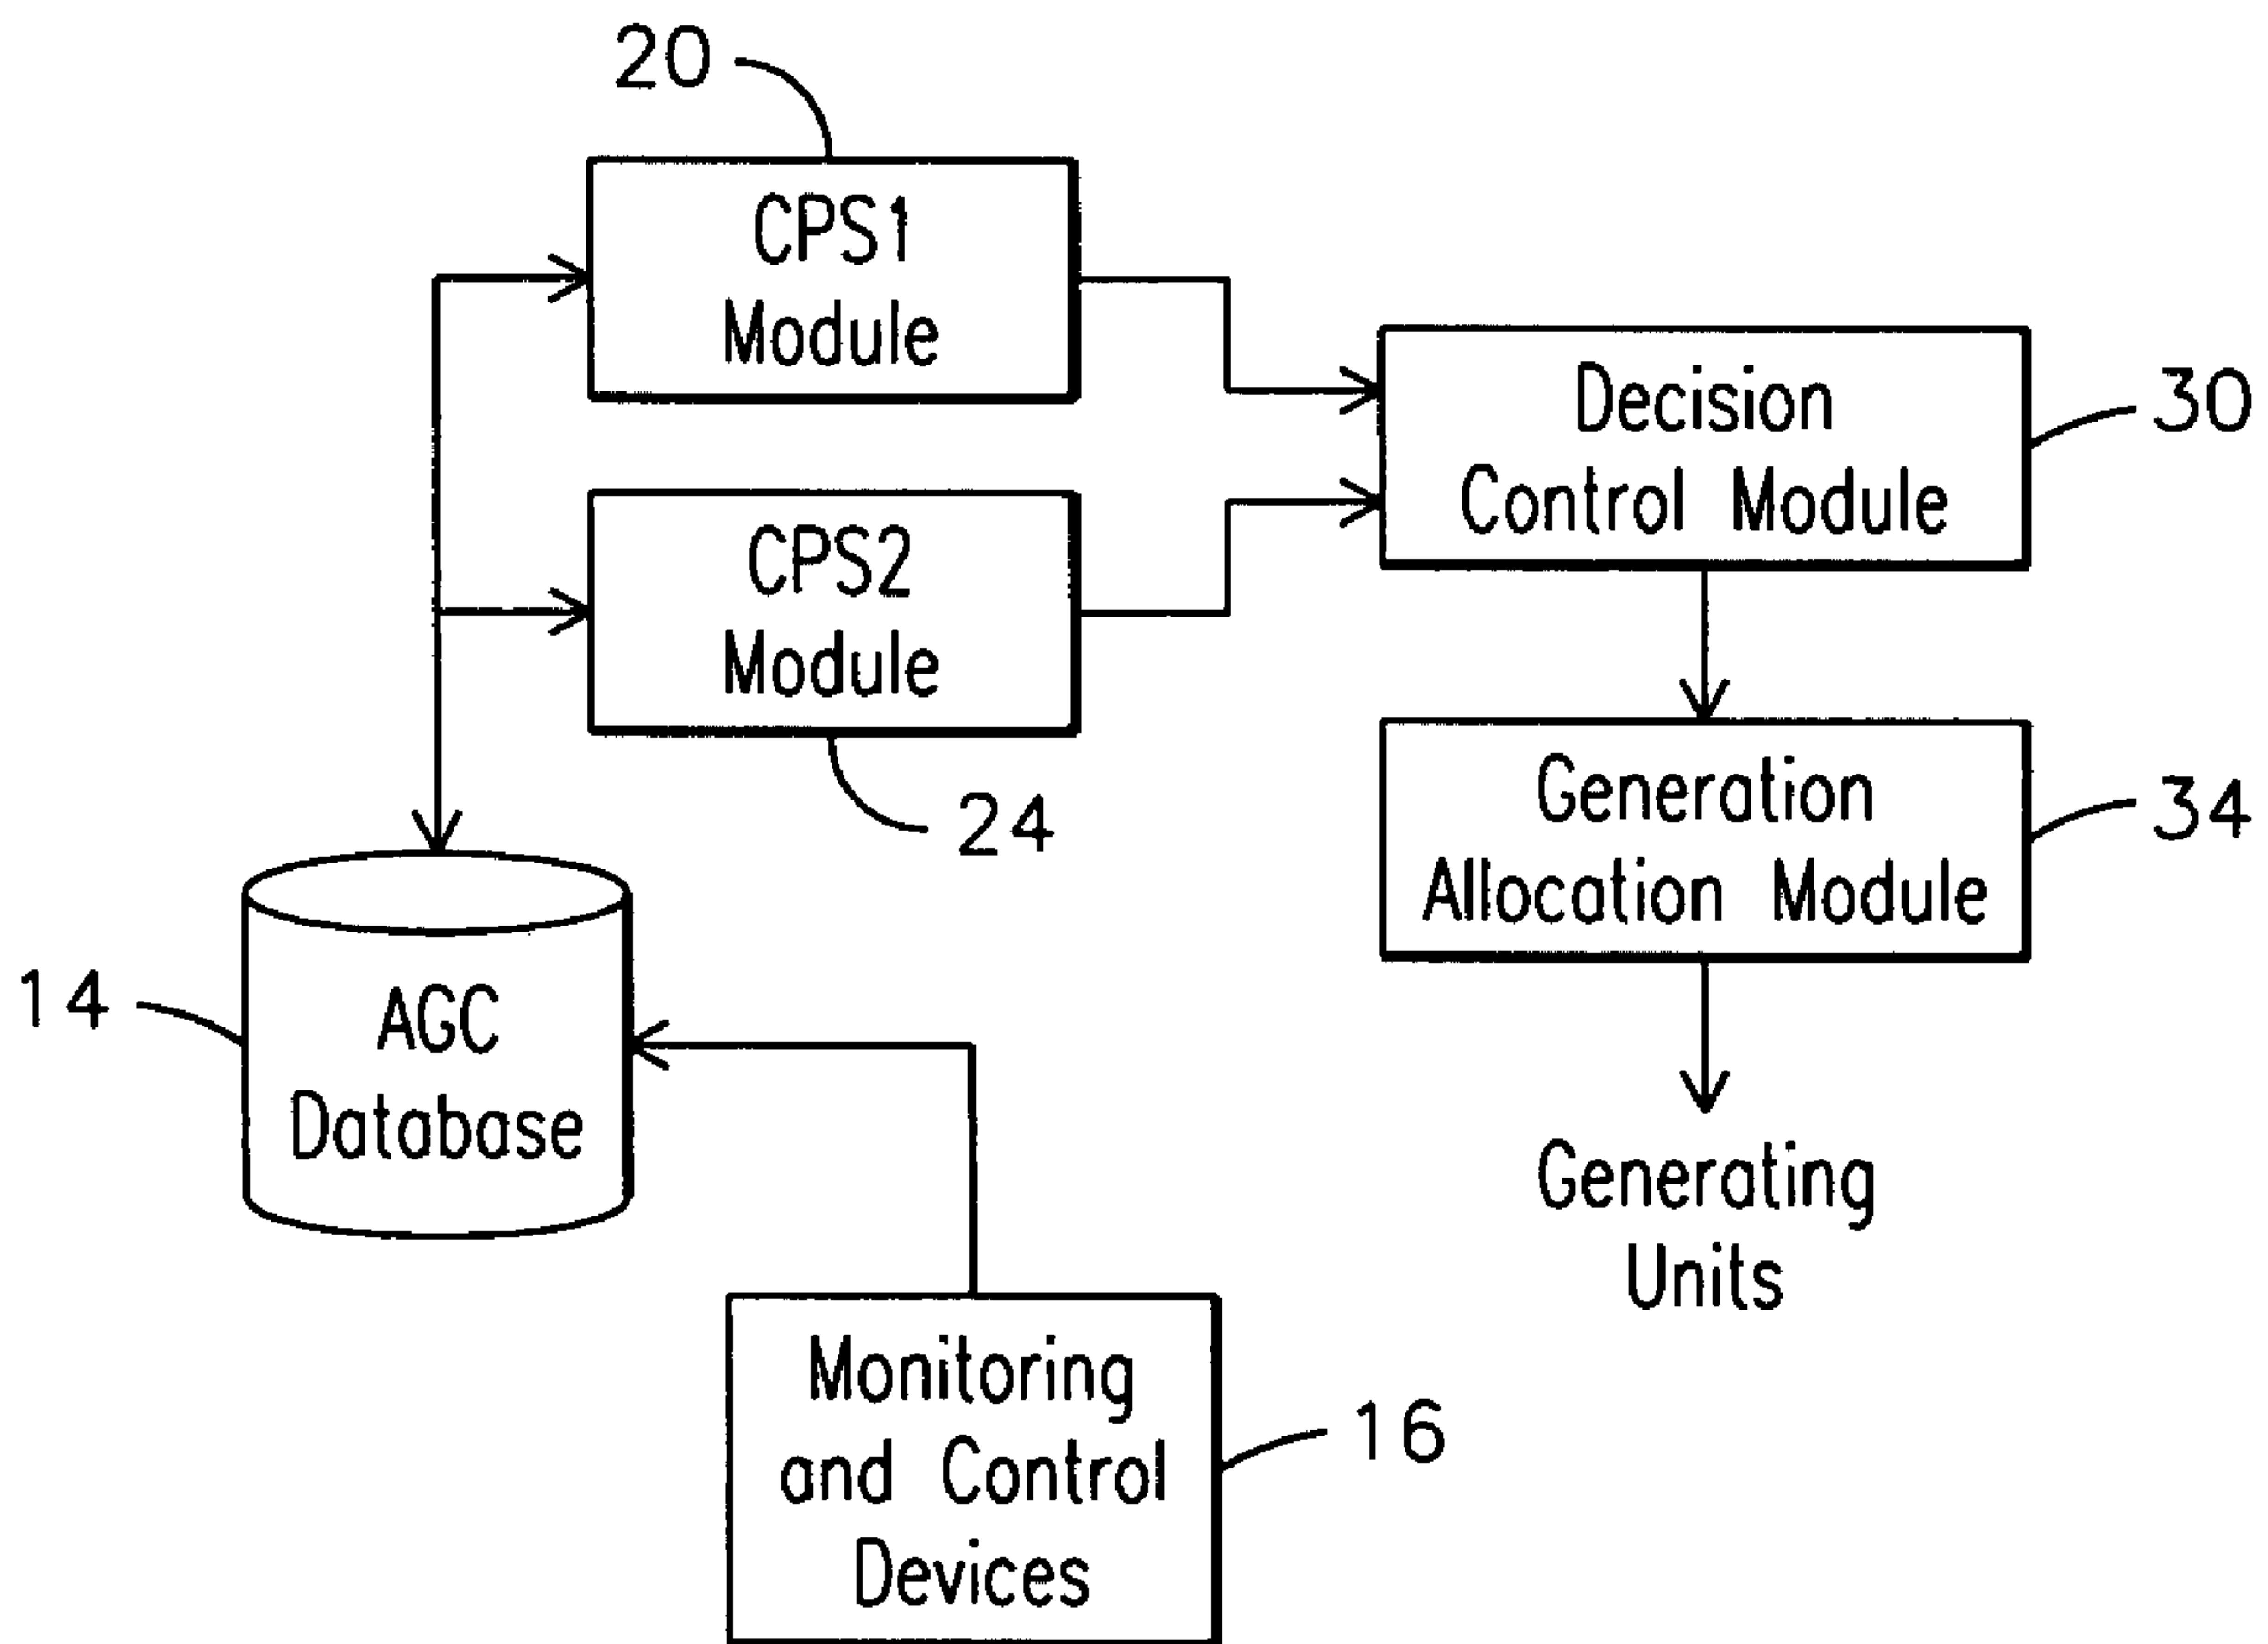 20
CPS1
Module
Decision
Control Module
30
CPS2
Module
24
Generation
Allocation Module
34
14
AGC
Database
Generating
Units
Monitoring
and Control
Devices
16